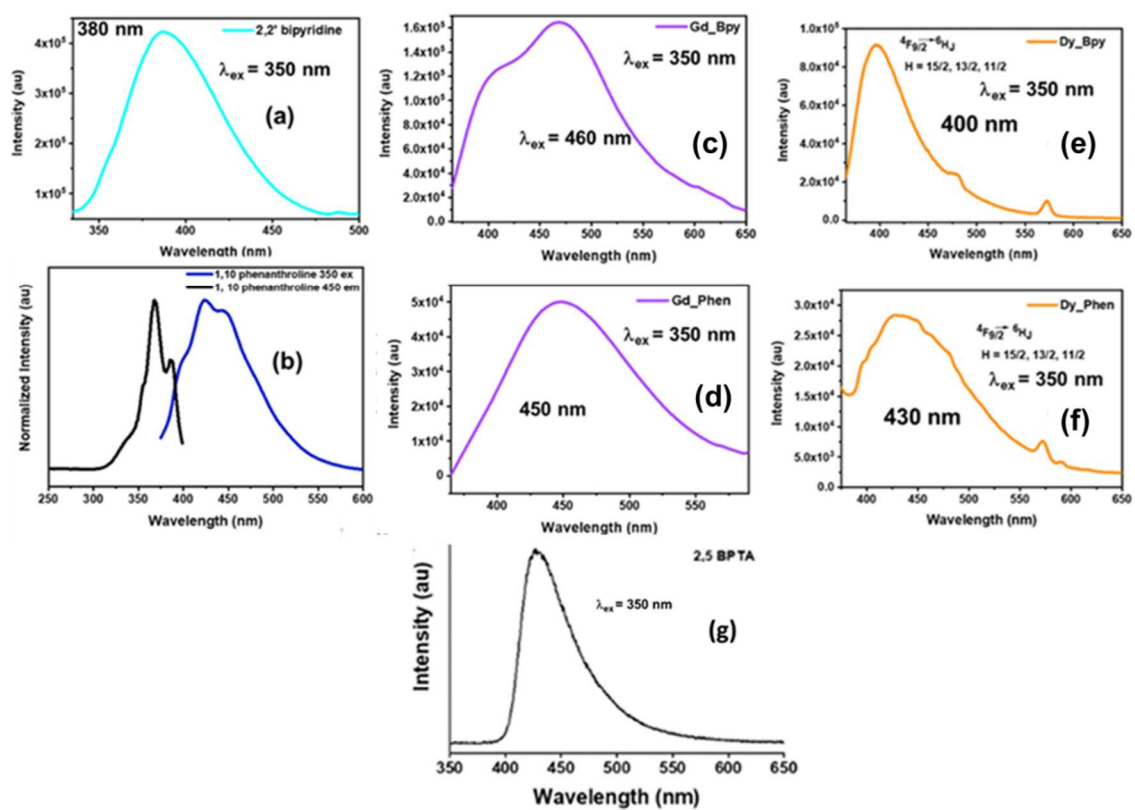 380 nm
2,2' bipyridine
λex = 350 nm
(a)
4x10⁵
3x10⁵
2x10⁵
1x10⁵
Intensity (au)
350 400 450 500
Wavelength (nm)
Gd_Bpy
λex = 350 nm
λex = 460 nm
(c)
1.6x10⁵
1.4x10⁵
1.2x10⁵
1.0x10⁵
8.0x10⁴
6.0x10⁴
4.0x10⁴
2.0x10⁴
0.0
Intensity (au)
400 450 500 550 600 650
Wavelength (nm)
⁴F9/2→⁶HJ
Dy_Bpy
H = 15/2, 13/2, 11/2
λex = 350 nm
400 nm
(e)
1.0x10⁵
8.0x10⁴
6.0x10⁴
4.0x10⁴
2.0x10⁴
0.0
Intensity (au)
400 450 500 550 600 650
Wavelength (nm)
1,10 phenanthroline 350 ex
1, 10 phenanthroline 450 em
(b)
Normalized Intensity (au)
250 300 350 400 450 500 550 600
Wavelength (nm)
Gd_Phen
λex = 350 nm
450 nm
(d)
5x10⁴
4x10⁴
3x10⁴
2x10⁴
1x10⁴
0
Intensity (au)
400 450 500 550
Wavelength (nm)
Dy_Phen
⁴F9/2→⁶HJ
H = 15/2, 13/2, 11/2
λex = 350 nm
430 nm
(f)
3.0x10⁴
2.5x10⁴
2.0x10⁴
1.5x10⁴
1.0x10⁴
5.0x10³
0.0
Intensity (au)
400 450 500 550 600 650
Wavelength (nm)
2,5 BPTA
λex = 350 nm
(g)
Intensity (au)
350 400 450 500 550 600 650
Wavelength (nm)